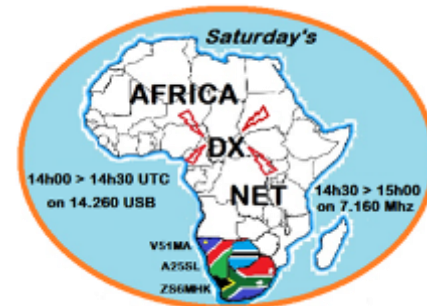 Saturday's
AFRICA
DX
NET
14h00 > 14h30 UTC
on 14.260 USB
14h30 > 15h00
on 7.160 Mhz
V51MA
A25SL
ZS6MHK